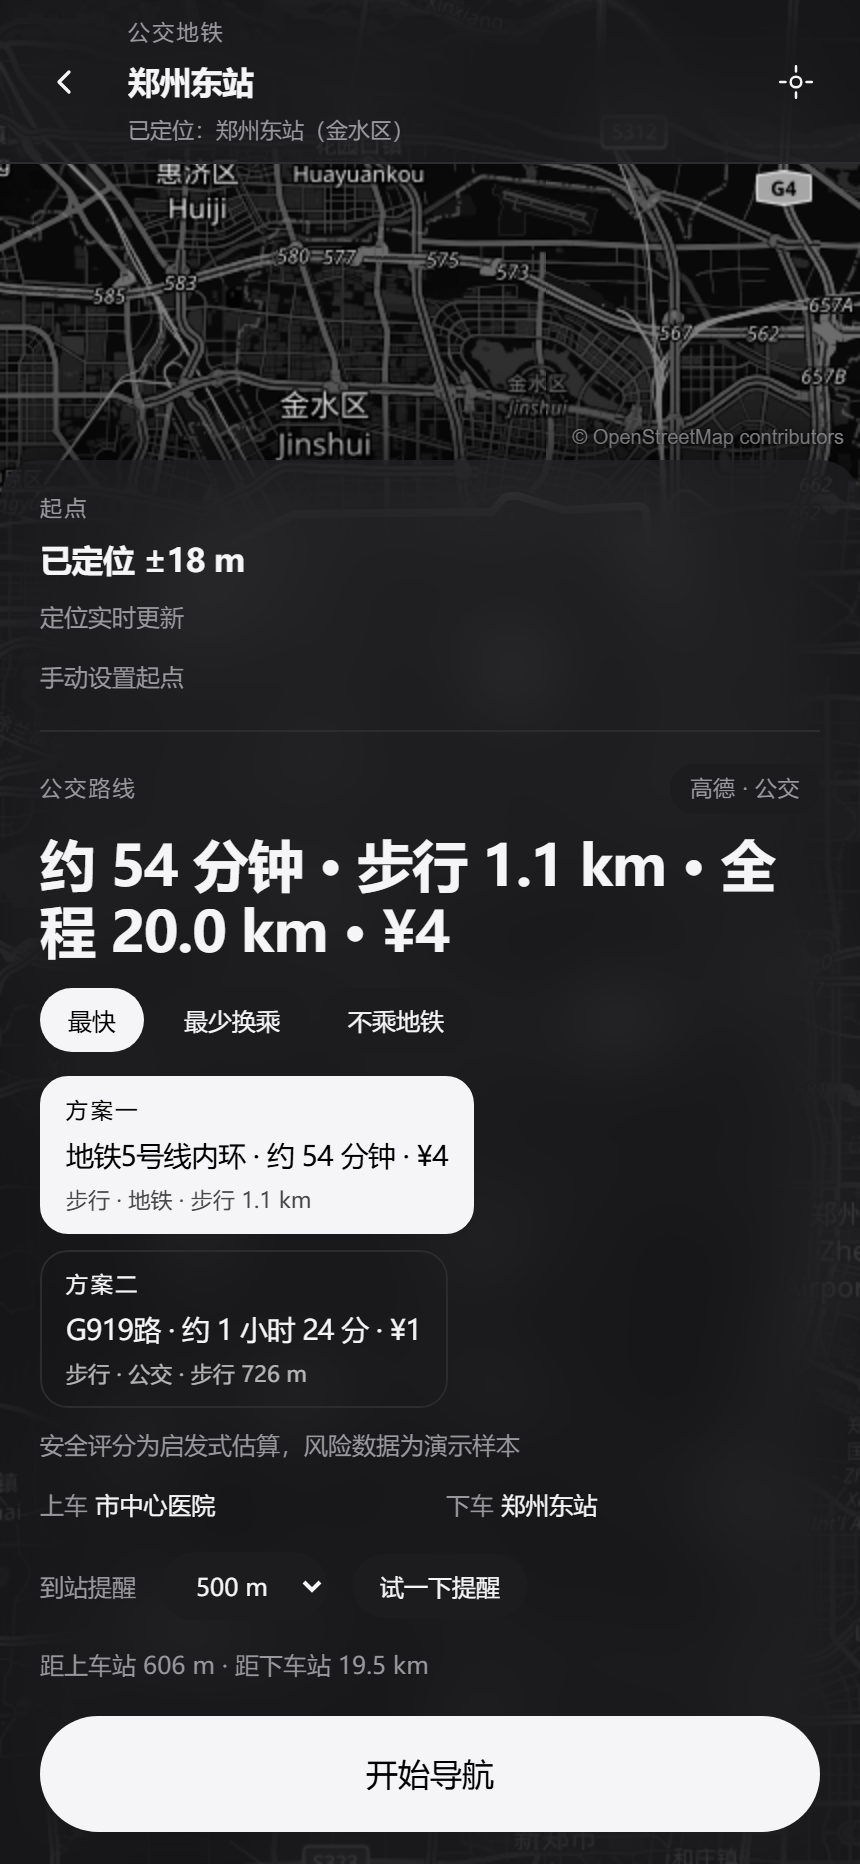 公交地铁
郑州东站
已定位：郑州东站（金水区）
S312
惠济区
Huayuankou
Huiji
G4
580 577
575
573
583
585
657A
567
562
657B
金水区
Jinshui
金水区
Jinshui
© OpenStreetMap contributors
662
起点
已定位 ±18 m
定位实时更新
手动设置起点
公交路线
高德 · 公交
约 54 分钟 • 步行 1.1 km • 全
程 20.0 km • ¥4
最快
最少换乘
不乘地铁
方案一
地铁5号线内环 · 约 54 分钟 · ¥4
步行 · 地铁 · 步行 1.1 km
方案二
G919路 · 约 1 小时 24 分 · ¥1
步行 · 公交 · 步行 726 m
安全评分为启发式估算，风险数据为演示样本
上车 市中心医院
下车 郑州东站
到站提醒
500 m
试一下提醒
距上车站 606 m · 距下车站 19.5 km
开始导航
新郑市
S323
和庄镇